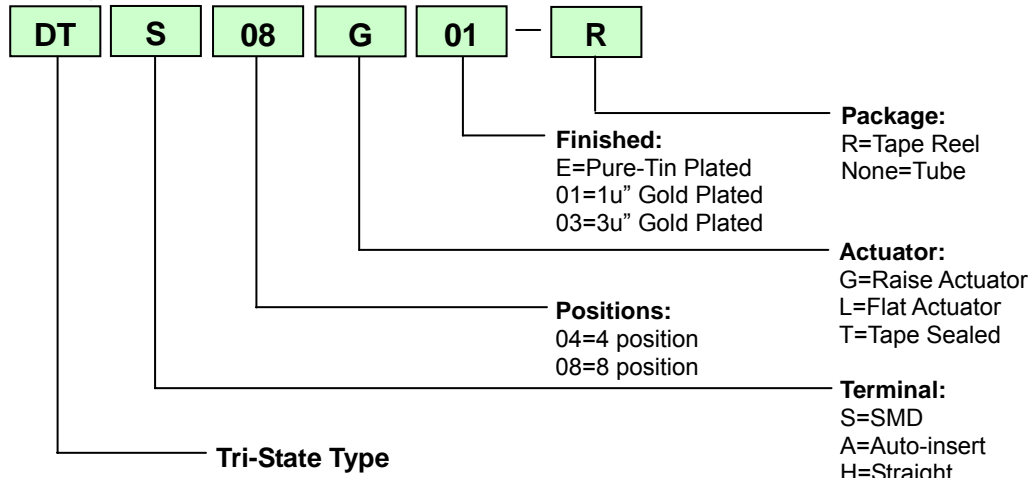 DT S 08 G 01 — R
Package:
R=Tape Reel
None=Tube
Finished:
E=Pure-Tin Plated
01=1u” Gold Plated
03=3u” Gold Plated
Actuator:
G=Raise Actuator
L=Flat Actuator
T=Tape Sealed
Positions:
04=4 position
08=8 position
Terminal:
S=SMD
A=Auto-insert
H=Straight
Tri-State Type